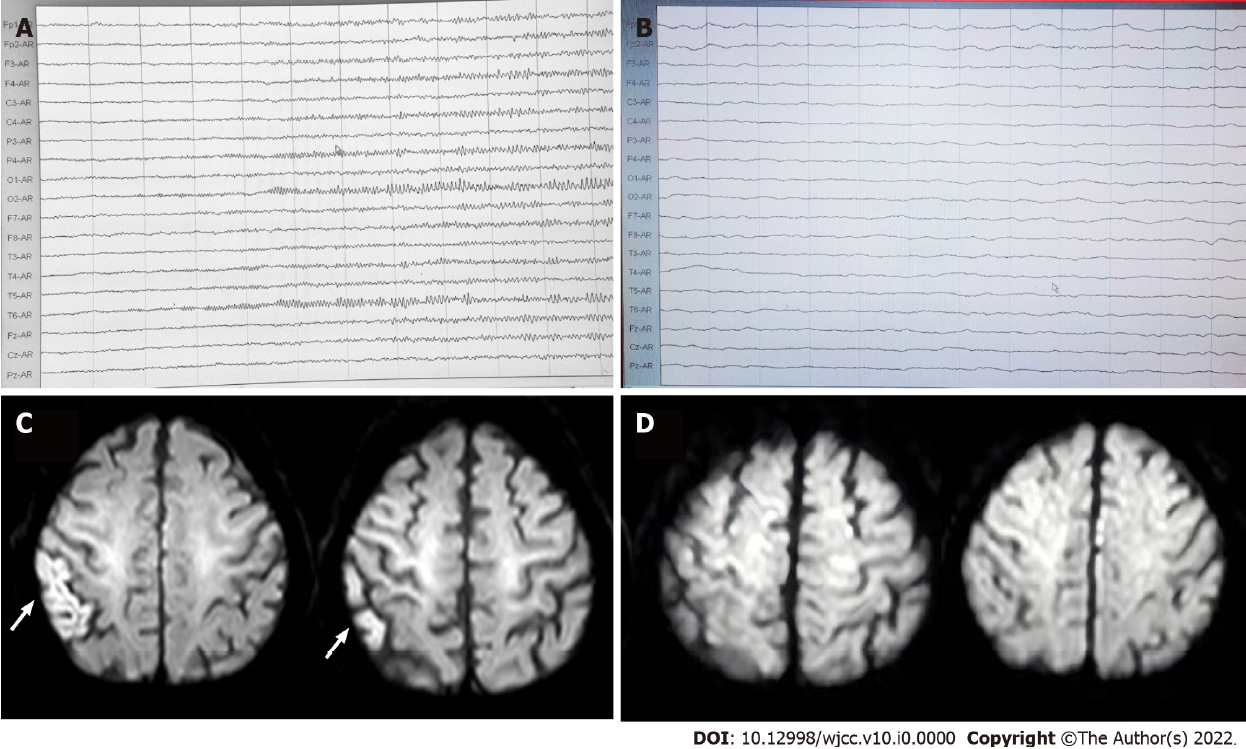 A
Fp1-AR
Fp2-AR
F3-AR
F4-AR
C3-AR
C4-AR
P3-AR
P4-AR
O1-AR
O2-AR
F7-AR
F8-AR
T3-AR
T4-AR
T5-AR
T6-AR
Fz-AR
Cz-AR
Pz-AR
B
Fp2-AR
F3-AR
F4-AR
C3-AR
C4-AR
P3-AR
P4-AR
O1-AR
O2-AR
F7-AR
F8-AR
T3-AR
T4-AR
T5-AR
T6-AR
Fz-AR
Cz-AR
Pz-AR
C
D
DOI: 10.12998/wjcc.v10.i0.0000 Copyright ©The Author(s) 2022.